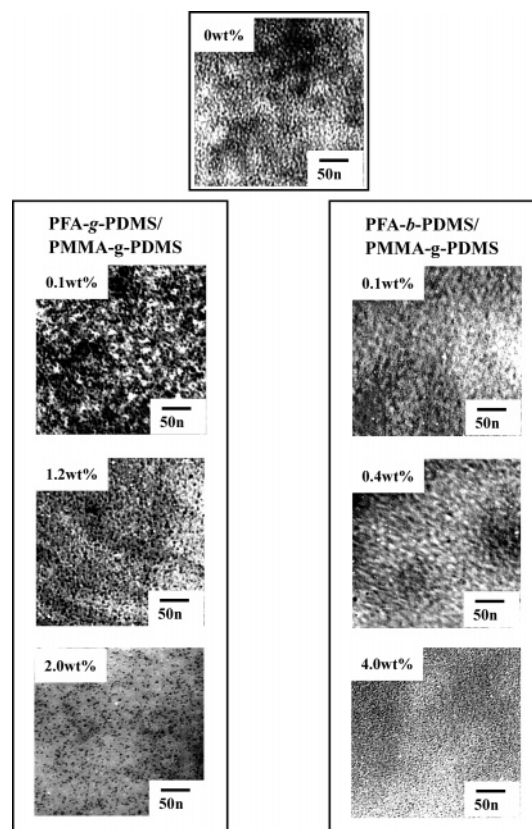 0wt%
50n
PFA-g-PDMS/
PMMA-g-PDMS
0.1wt%
50n
1.2wt%
50n
2.0wt%
50n
PFA-b-PDMS/
PMMA-g-PDMS
0.1wt%
50n
0.4wt%
50n
4.0wt%
50n